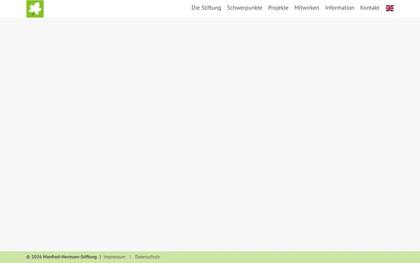 Die Stiftung Schwerpunkte Projekte Mitwirken Information Kontakt
© 2026 Manfred-Hermsen-Stiftung | Impressum | Datenschutz